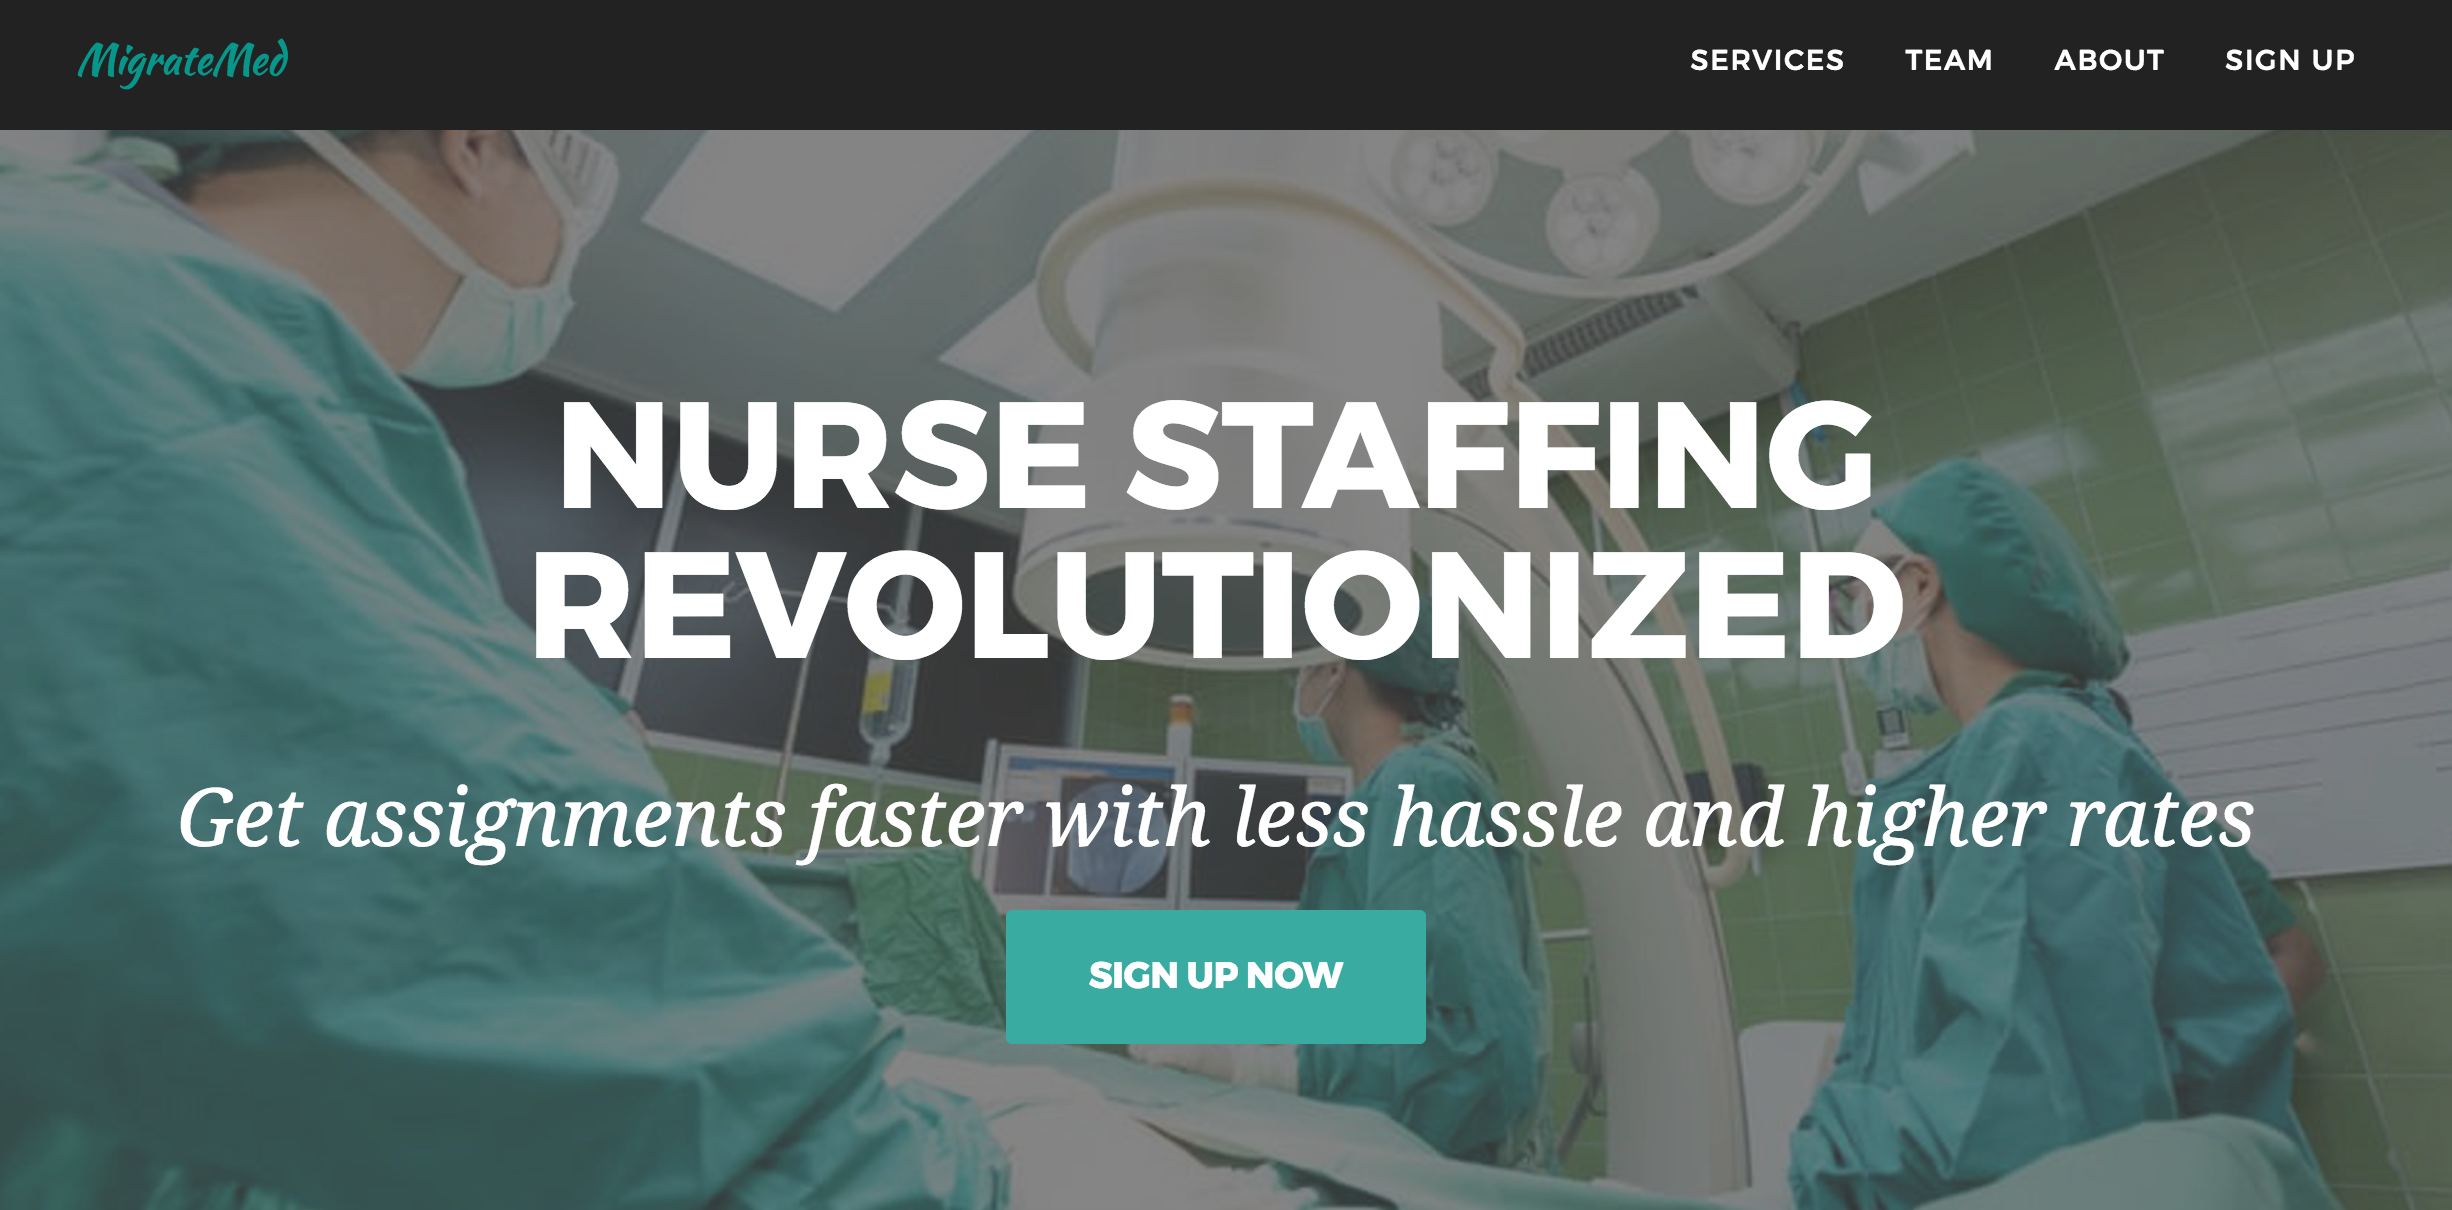 MigrateMed
SERVICES
TEAM
ABOUT
SIGN UP
NURSE STAFFING
REVOLUTIONIZED
Get assignments faster with less hassle and higher rates
SIGN UP NOW